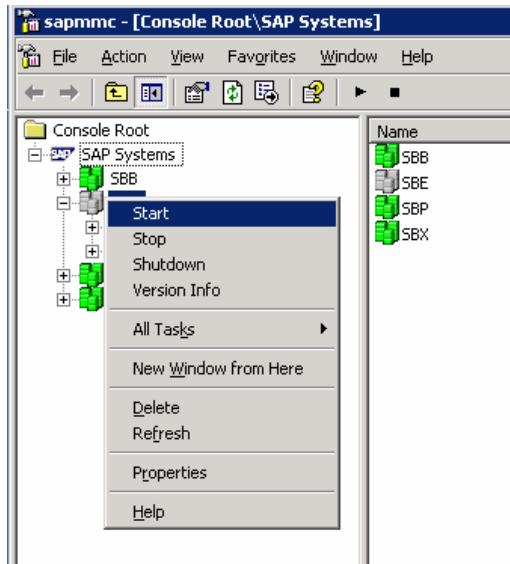 sapmmc - [Console Root\SAP Systems]
File Action View Favorites Window Help
Console Root
SAP SAP Systems
SBB
Start
Stop
Shutdown
Version Info
All Tasks
New Window from Here
Delete
Refresh
Properties
Help
Name
SBB
SBE
SBP
SBX